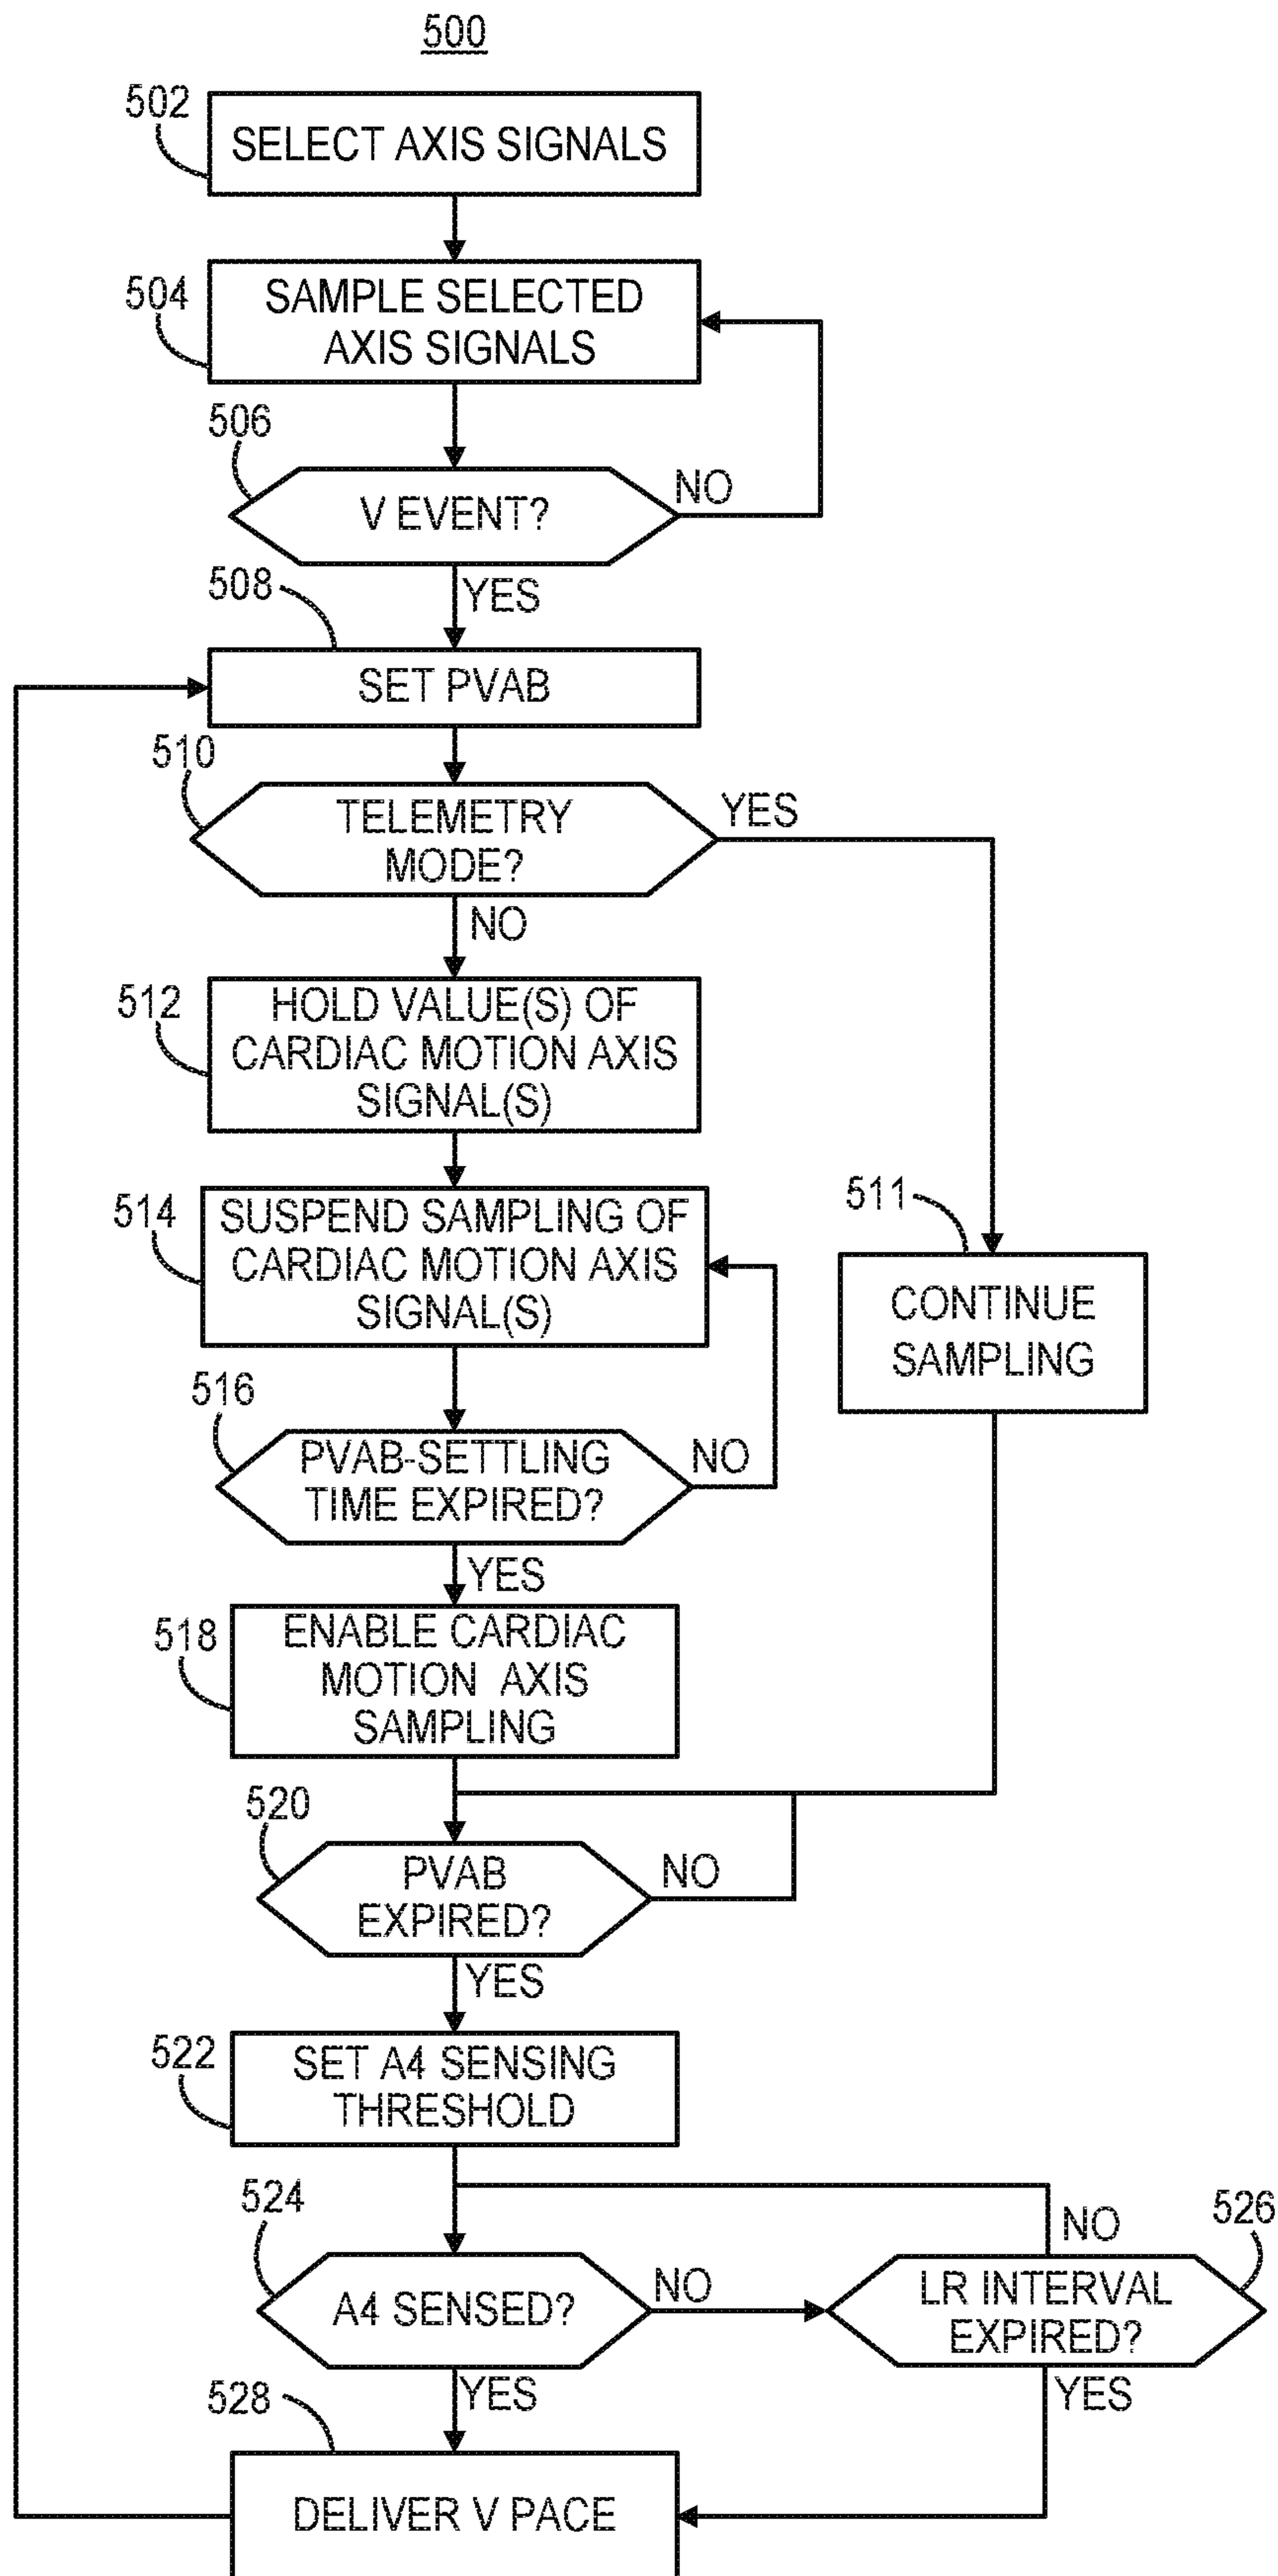 500
502
SELECT AXIS SIGNALS
504
SAMPLE SELECTED
AXIS SIGNALS
506
V EVENT?
NO
YES
508
SET PVAB
510
TELEMETRY
MODE?
YES
NO
512
HOLD VALUE(S) OF
CARDIAC MOTION AXIS
SIGNAL(S)
514
SUSPEND SAMPLING OF
CARDIAC MOTION AXIS
SIGNAL(S)
511
CONTINUE
SAMPLING
516
PVAB-SETTLING
TIME EXPIRED?
NO
YES
518
ENABLE CARDIAC
MOTION AXIS
SAMPLING
520
PVAB
EXPIRED?
NO
YES
522
SET A4 SENSING
THRESHOLD
524
A4 SENSED?
NO
526
LR INTERVAL
EXPIRED?
NO
YES
YES
528
DELIVER V PACE